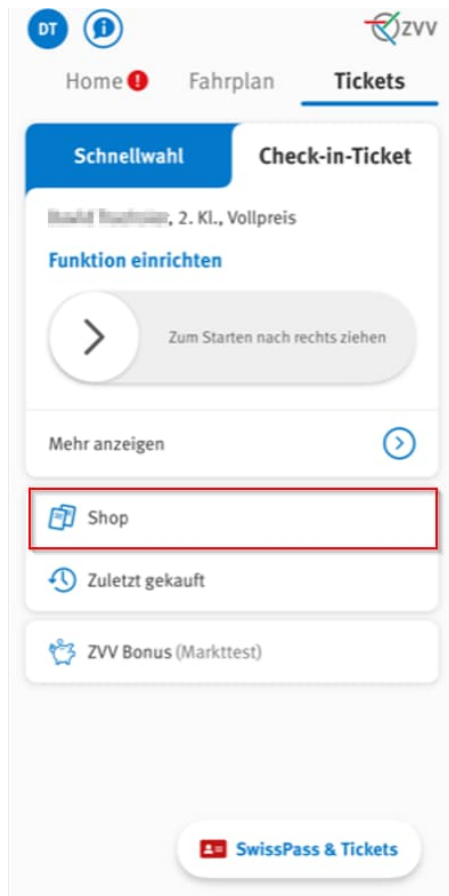 DT
ZVV
Home Fahrplan Tickets
Schnellwahl Check-in-Ticket
, 2. Kl., Vollpreis
Funktion einrichten
Zum Starten nach rechts ziehen
Mehr anzeigen
Shop
Zuletzt gekauft
ZVV Bonus (Markttest)
SwissPass & Tickets